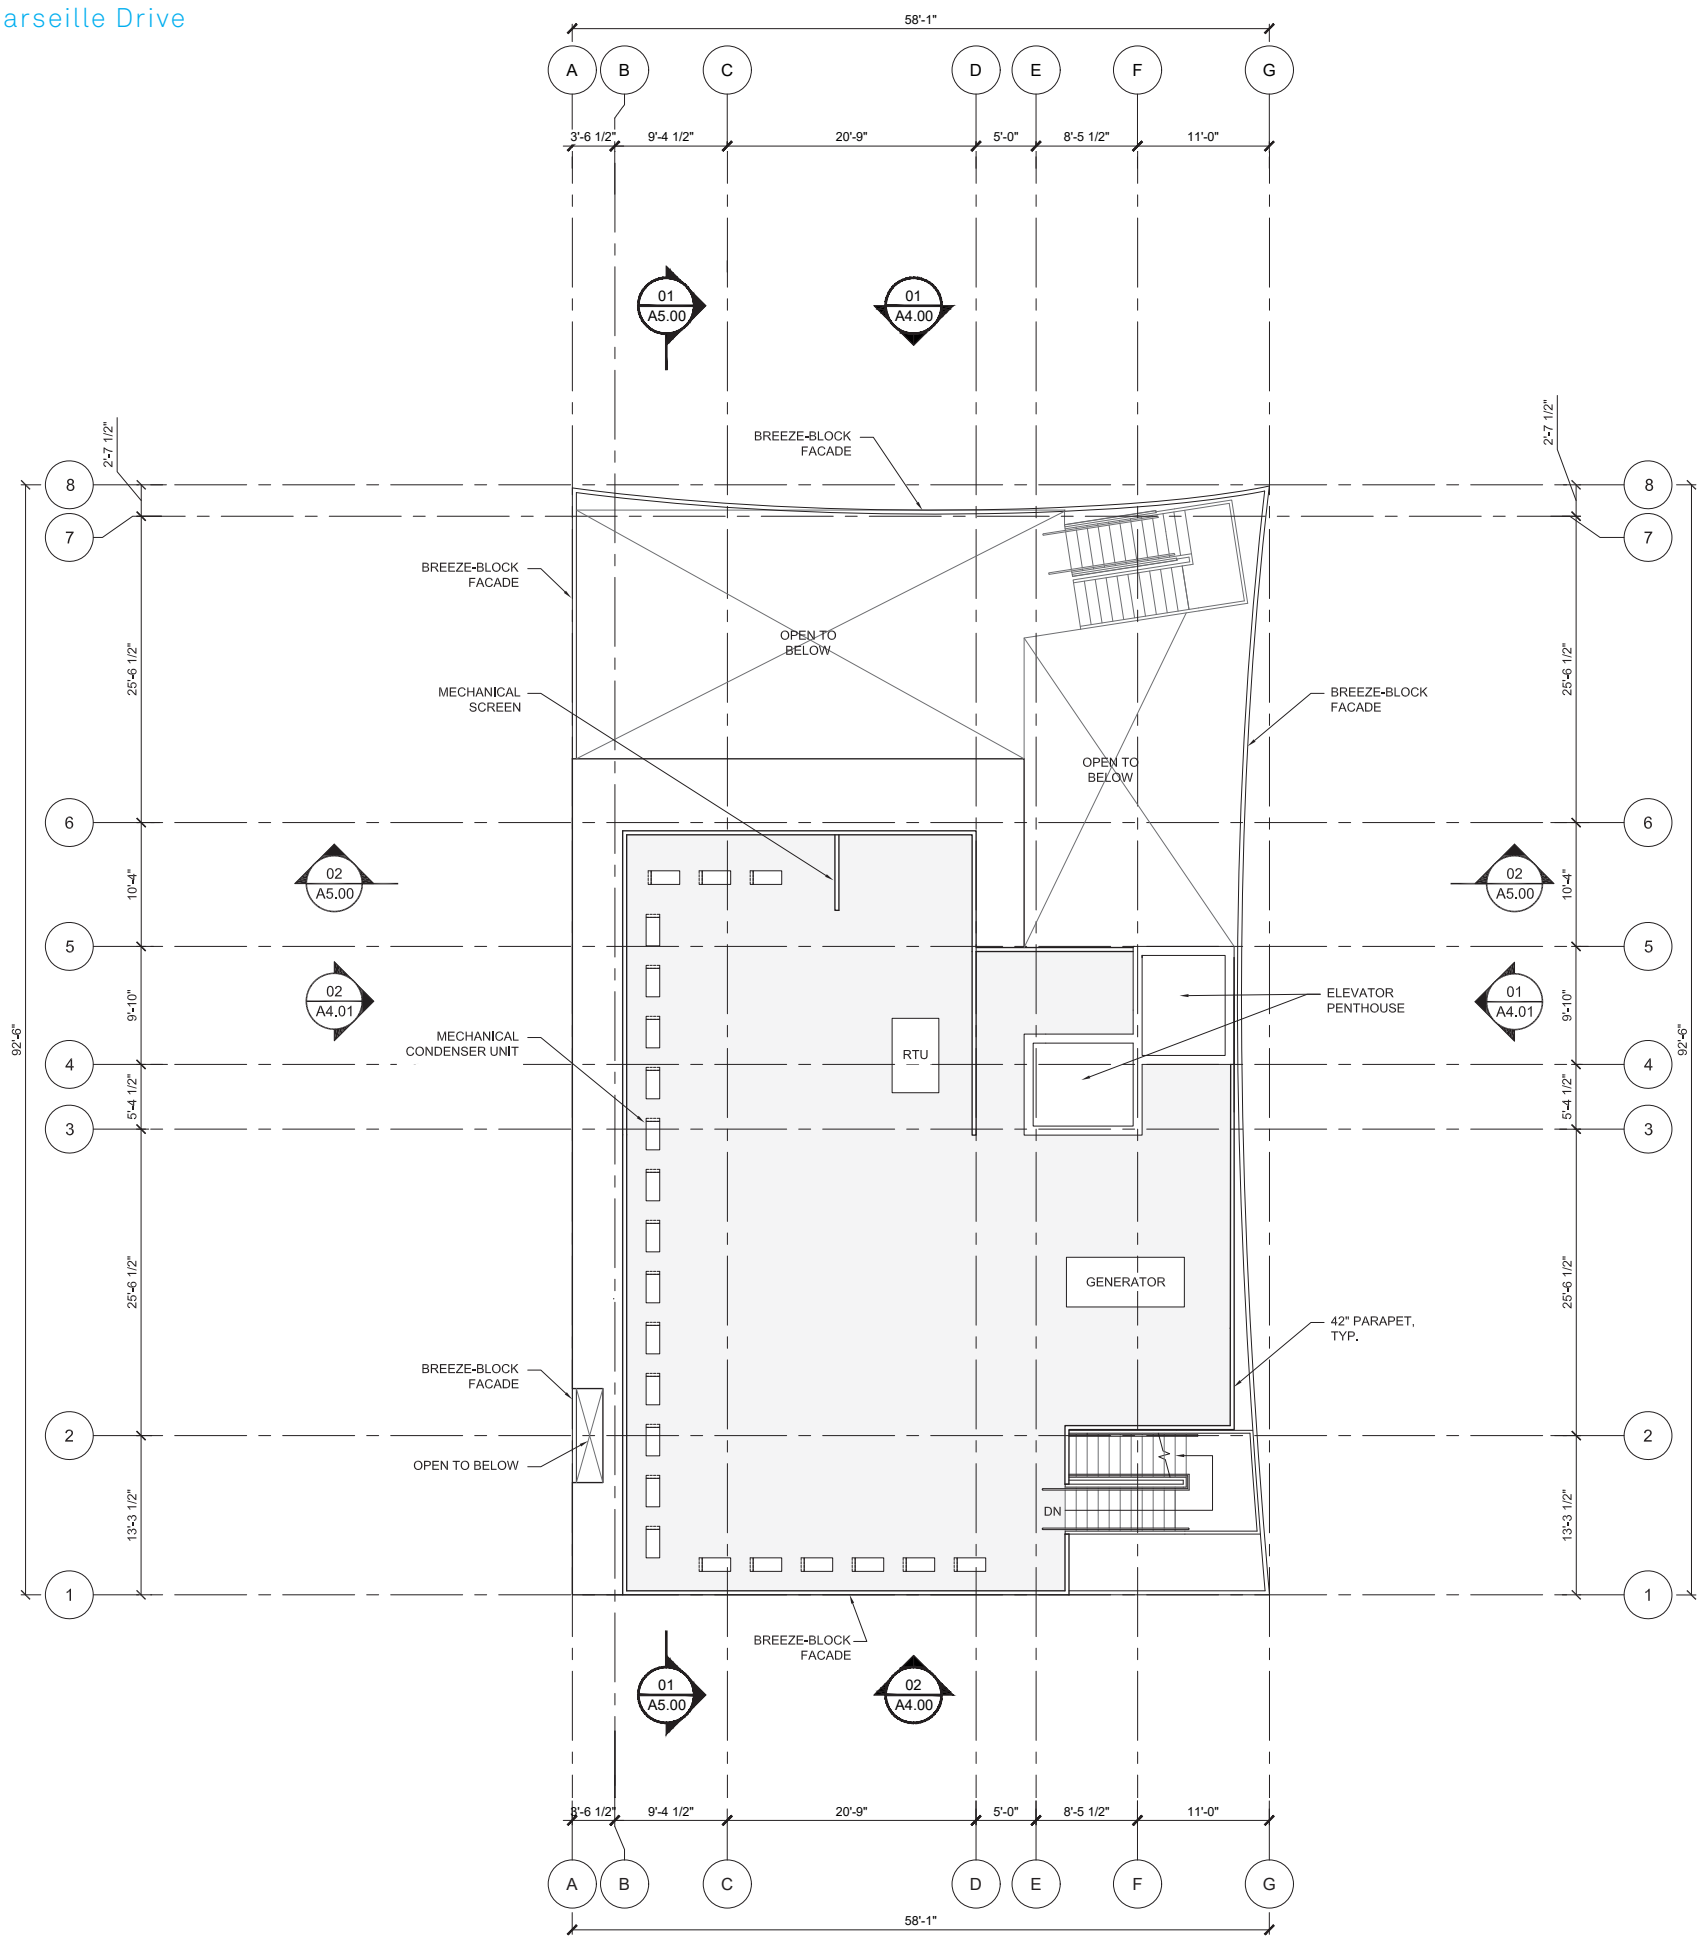 arseille Drive
58'-1"
A B C D E F G
3'-6 1/2" 9'-4 1/2" 20'-9" 5'-0" 8'-5 1/2" 11'-0"
01
A5.00
01
A4.00
2'-7 1/2"
2'-7 1/2"
BREEZE-BLOCK
FACADE
8
8
7
7
BREEZE-BLOCK
FACADE
OPEN TO
BELOW
25'-6 1/2"
25'-6 1/2"
MECHANICAL
SCREEN
BREEZE-BLOCK
FACADE
OPEN TO
BELOW
6
6
02
A5.00
10'-4"
10'-4"
02
A5.00
5
5
02
A4.01
9'-10"
ELEVATOR
PENTHOUSE
01
A4.01
9'-10"
92'-6"
92'-6"
MECHANICAL
CONDENSER UNIT
RTU
4
4
5'-4 1/2"
5'-4 1/2"
3
3
25'-6 1/2"
GENERATOR
25'-6 1/2"
42" PARAPET,
TYP.
BREEZE-BLOCK
FACADE
2
2
OPEN TO BELOW
DN
13'-3 1/2"
13'-3 1/2"
1
1
BREEZE-BLOCK
FACADE
01
A5.00
02
A4.00
3'-6 1/2" 9'-4 1/2" 20'-9" 5'-0" 8'-5 1/2" 11'-0"
A B C D E F G
58'-1"